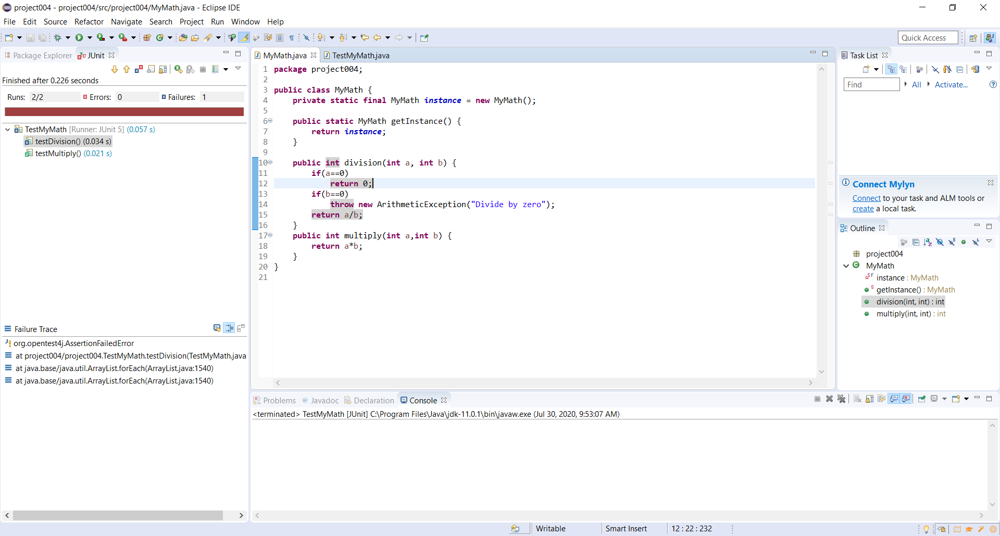 project004 - project004/src/project004/MyMath.java - Eclipse IDE
File Edit Source Refactor Navigate Search Project Run Window Help
Quick Access
Package Explorer JUnit
Finished after 0.226 seconds
Runs: 2/2 Errors: 0 Failures: 1
TestMyMath [Runner: JUnit 5] (0.057 s)
testDivision() (0.034 s)
testMultiply() (0.021 s)
Failure Trace
org.opentest4j.AssertionFailedError
at project004/project004.TestMyMath.testDivision(TestMyMath.java
at java.base/java.util.ArrayList.forEach(ArrayList.java:1540)
at java.base/java.util.ArrayList.forEach(ArrayList.java:1540)
MyMath.java TestMyMath.java
1 package project004;
2
3 public class MyMath {
4     private static final MyMath instance = new MyMath();
5
6     public static MyMath getInstance() {
7         return instance;
8     }
9
10     public int division(int a, int b) {
11         if(a==0)
12             return 0;
13         if(b==0)
14             throw new ArithmeticException("Divide by zero");
15         return a/b;
16     }
17     public int multiply(int a,int b) {
18         return a*b;
19     }
20 }
21
Problems @ Javadoc Declaration Console
<terminated> TestMyMath [JUnit] C:\Program Files\Java\jdk-11.0.1\bin\javaw.exe (Jul 30, 2020, 9:53:07 AM)
Task List
Find All Activate...
Connect Mylyn
Connect to your task and ALM tools or
create a local task.
Outline
project004
MyMath
instance : MyMath
getInstance() : MyMath
division(int, int) : int
multiply(int, int) : int
Writable Smart Insert 12 : 22 : 232